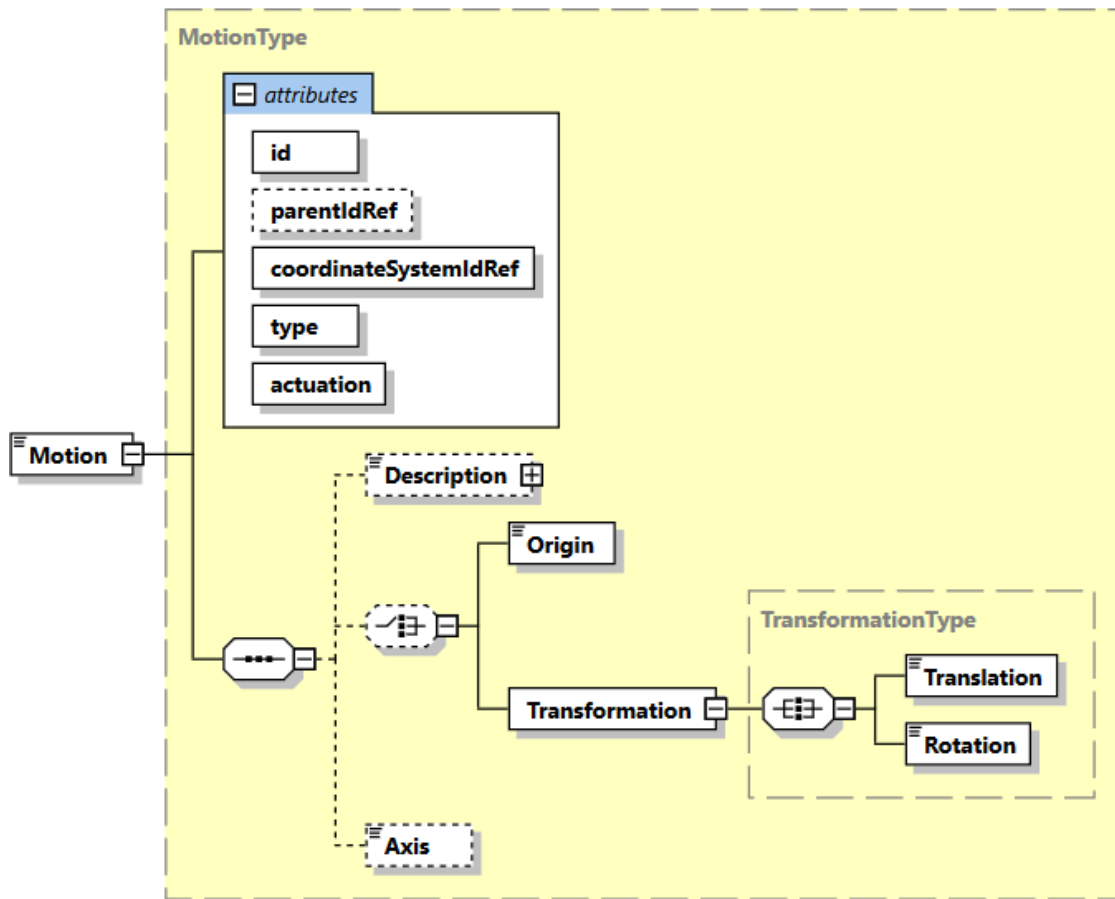 MotionType
attributes
id
parentIdRef
coordinateSystemIdRef
type
actuation
Motion
Description
Origin
TransformationType
Translation
Transformation
Rotation
Axis